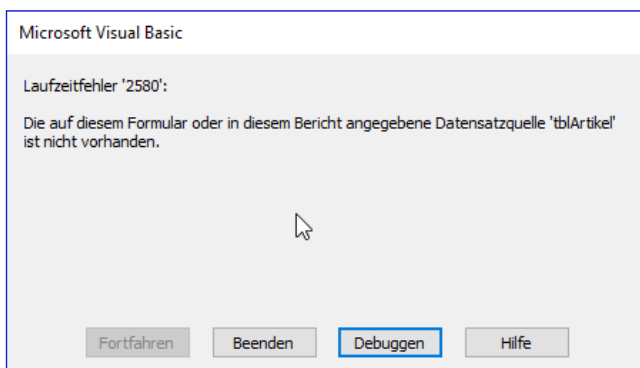 Microsoft Visual Basic
Laufzeitfehler '2580':
Die auf diesem Formular oder in diesem Bericht angegebene Datensatzquelle 'tblArtikel'
ist nicht vorhanden.
Fortfahren Beenden Debuggen Hilfe